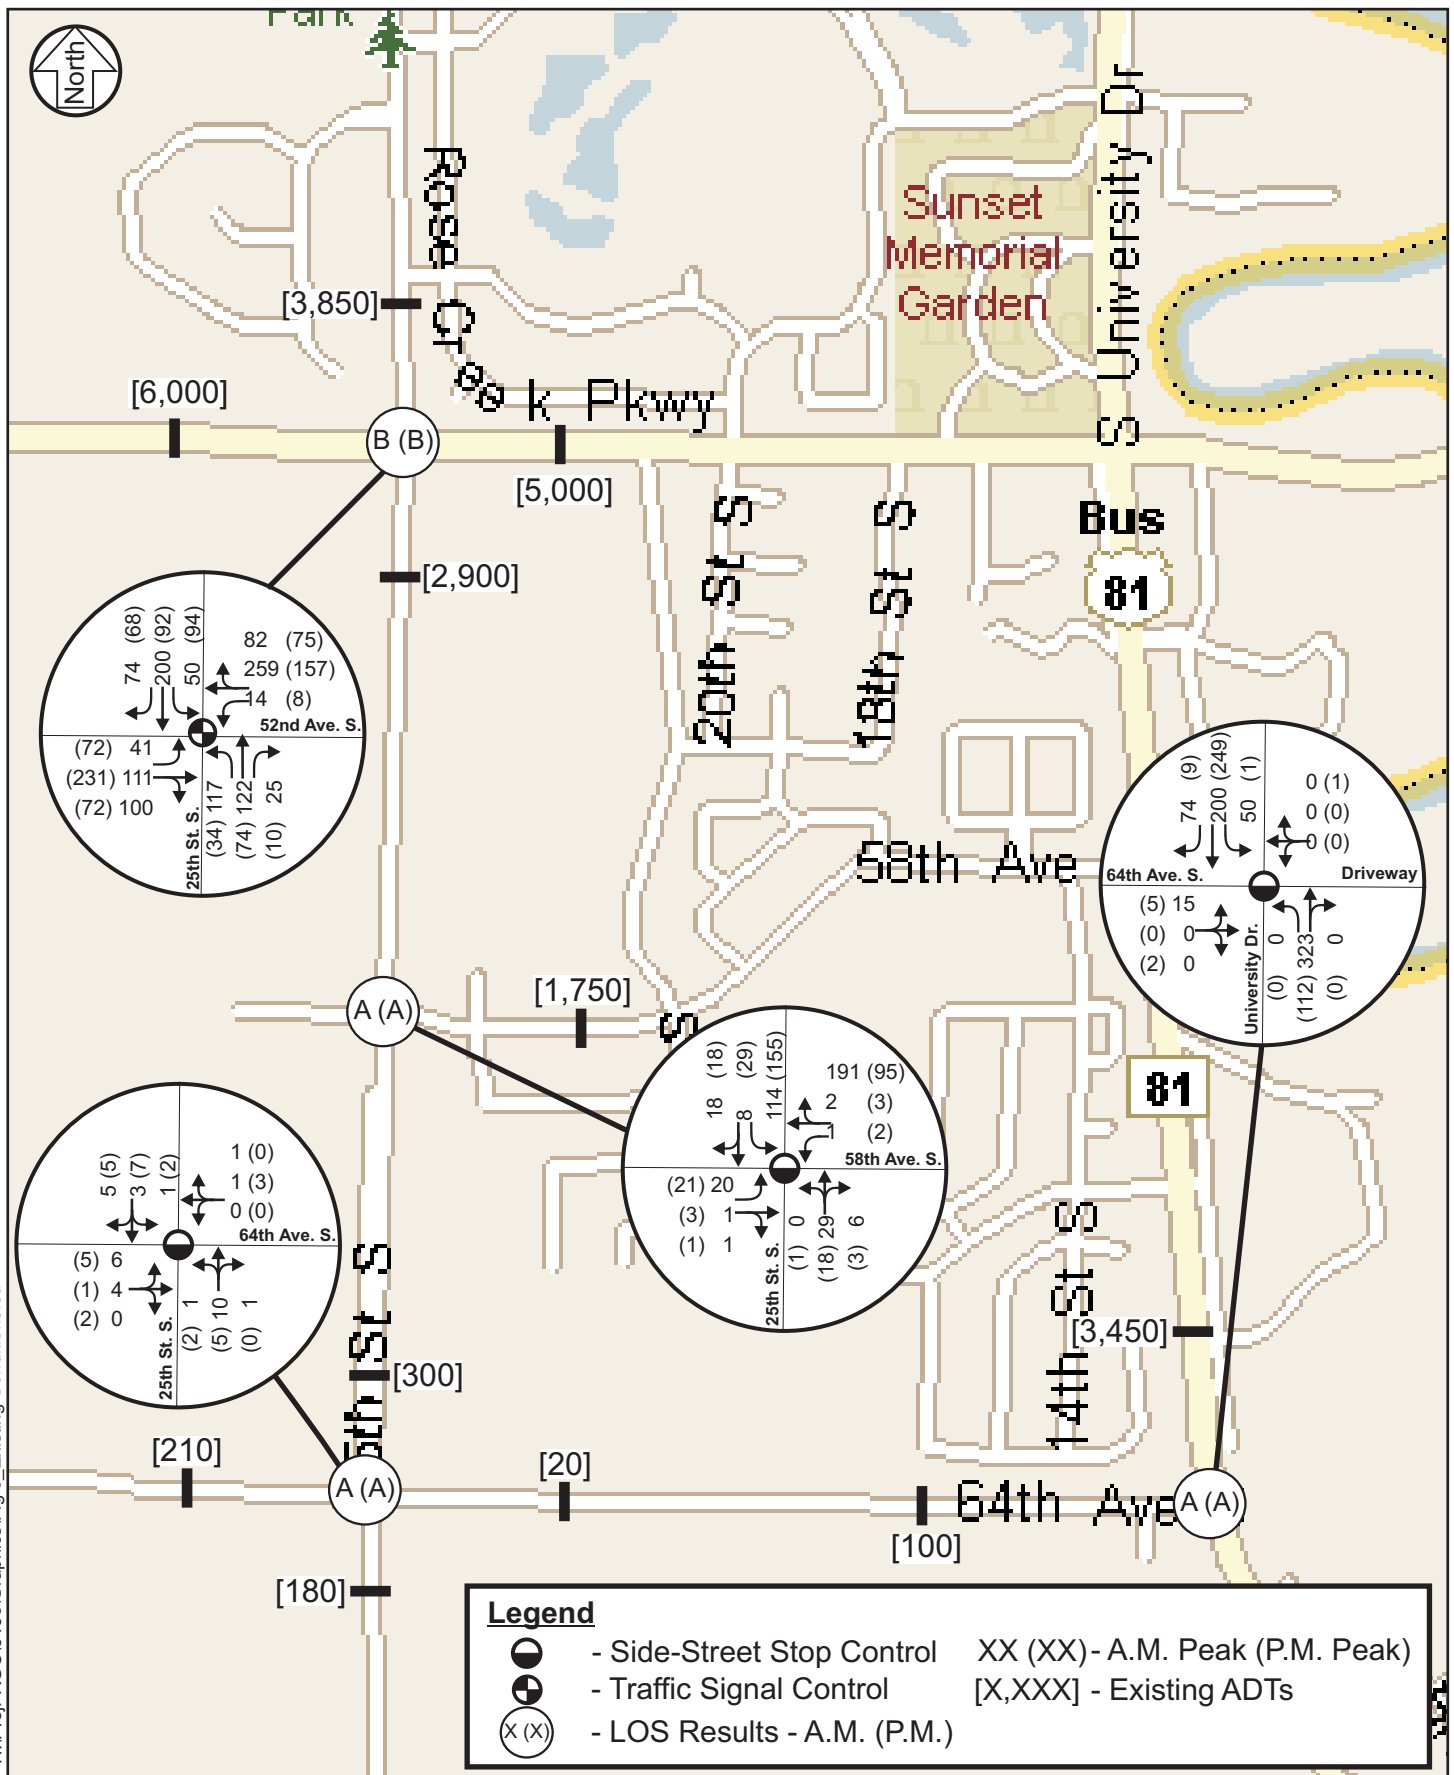 Park
North
Rose Creek Pkwy
S University Dr
Sunset
Memorial
Garden
[3,850]
[6,000]
B (B)
[5,000]
[2,900]
20th St S
18th St S
Bus
81
74 (68)
200 (92)
50 (94)
82 (75)
259 (157)
14 (8)
52nd Ave. S.
(72) 41
(231) 111
(72) 100
25th St. S.
(34) 117
(74) 122
(10) 25
58th Ave
S
74 (9)
200 (249)
50 (1)
0 (1)
0 (0)
0 (0)
64th Ave. S.
Driveway
(5) 15
(0) 0
(2) 0
University Dr.
(0) 0
(112) 323
(0) 0
A (A)
[1,750]
18 (18)
8 (29)
114 (155)
191 (95)
2 (3)
1 (2)
58th Ave. S.
(21) 20
(3) 1
(1) 1
25th St. S.
(1) 0
(18) 29
(3) 6
81
5 (5)
3 (7)
1 (2)
1 (0)
1 (3)
0 (0)
64th Ave. S.
(5) 6
(1) 4
(2) 0
25th St. S.
(2) 1
(5) 10
(0) 1
5th St S
14th St S
[3,450]
[300]
[210]
A (A)
[20]
[100]
64th Ave
A (A)
[180]
Legend
- Side-Street Stop Control
XX (XX) - A.M. Peak (P.M. Peak)
- Traffic Signal Control
[X,XXX] - Existing ADTs
X (X)
- LOS Results - A.M. (P.M.)